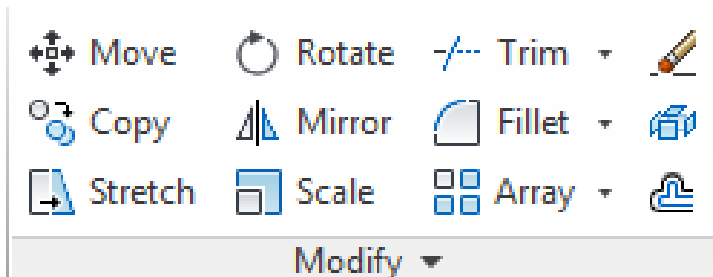 Move Rotate Trim
Copy Mirror Fillet
Stretch Scale Array
Modify